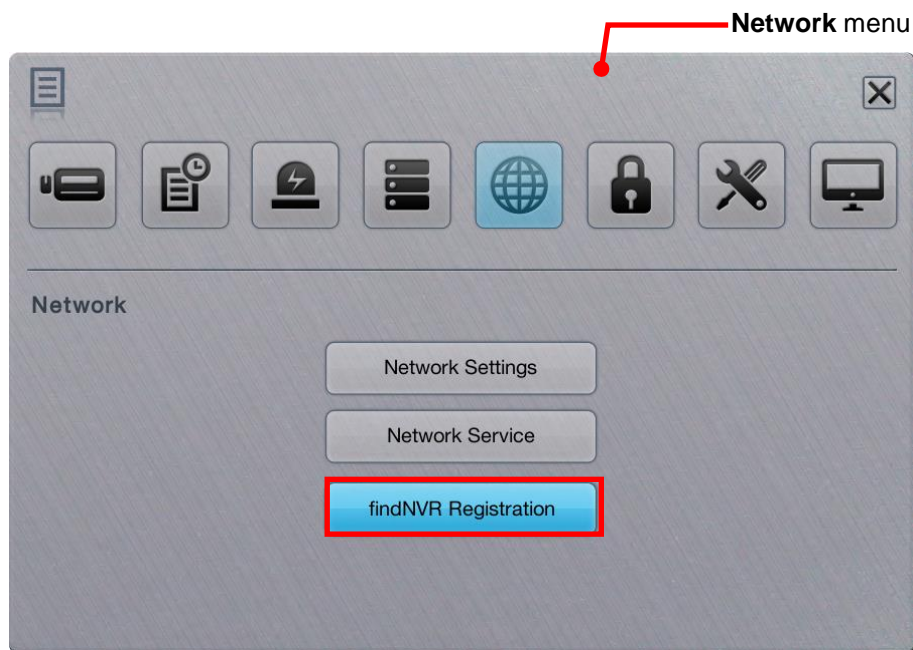 Network menu
Network
Network Settings
Network Service
findNVR Registration